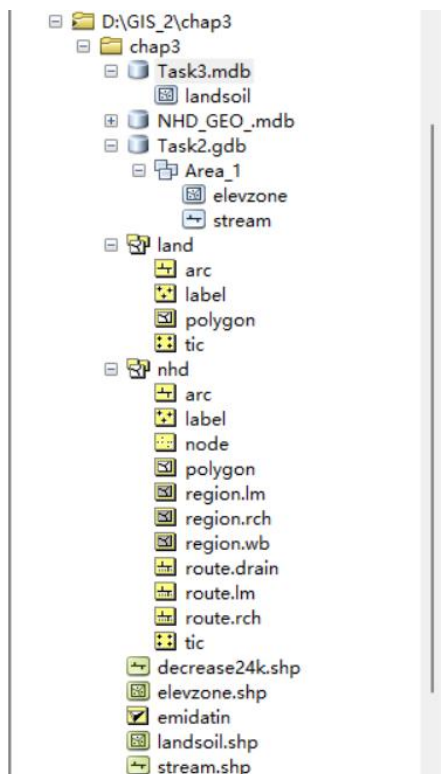 D:\GIS_2\chap3
chap3
Task3.mdb
landsoil
NHD_GEO_.mdb
Task2.gdb
Area_1
elevzone
stream
land
arc
label
polygon
tic
nhd
arc
label
node
polygon
region.lm
region.rch
region.wb
route.drain
route.lm
route.rch
tic
decrease24k.shp
elevzone.shp
emidatin
landsoil.shp
stream.shp